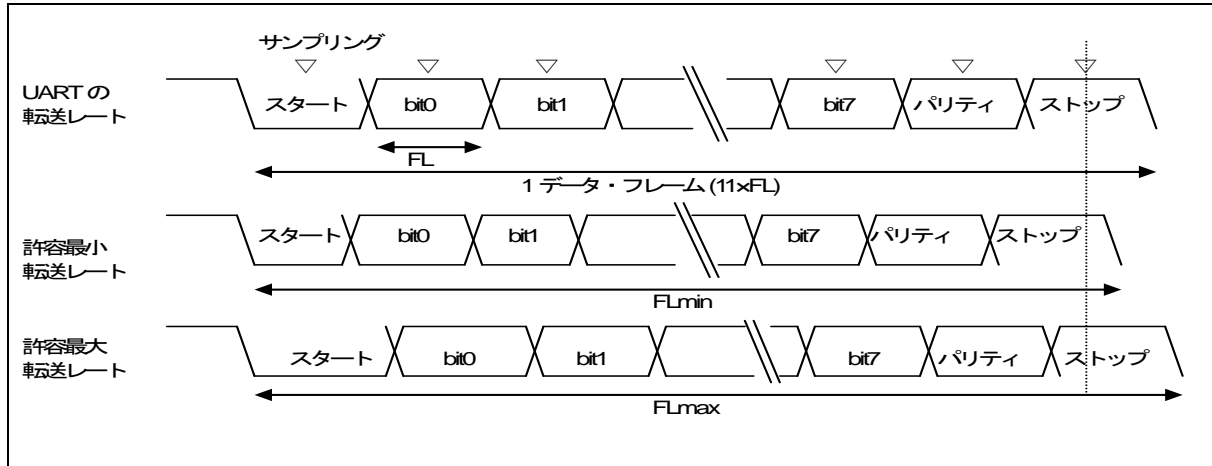 サンプリング
UARTの
転送レート
スタート bit0 bit1 bit7 パリティ ストップ
FL
1 データ・フレーム (11×FL)
許容最小
転送レート
スタート bit0 bit1 bit7 パリティ ストップ
FLmin
許容最大
転送レート
スタート bit0 bit1 bit7 パリティ ストップ
FLmax